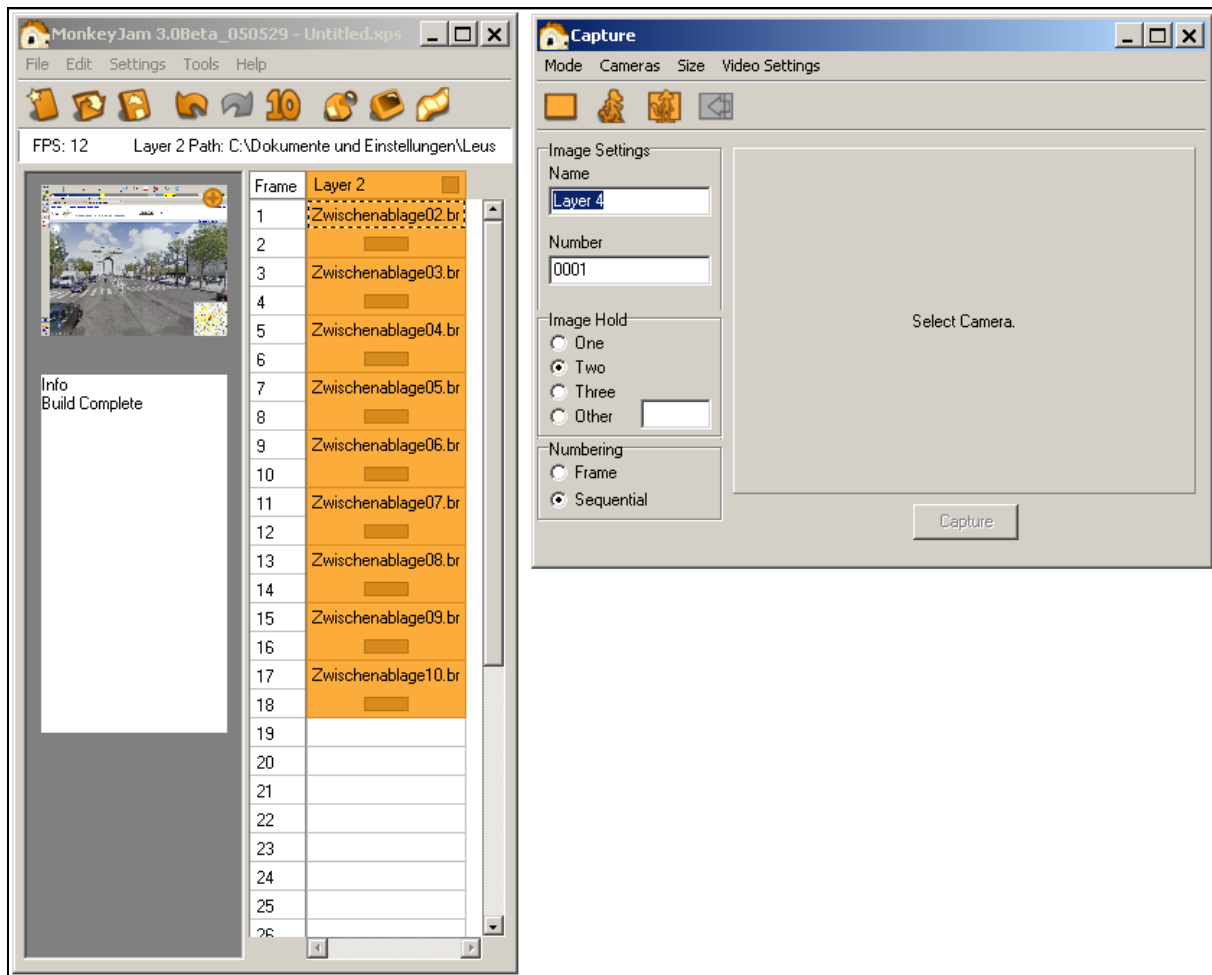 MonkeyJam 3.0Beta_050529 - Untitled.xps
File Edit Settings Tools Help
10
FPS: 12 Layer 2 Path: C:\Dokumente und Einstellungen\Leus
Info
Build Complete
Frame Layer 2
1 Zwischenablage02.br
2
3 Zwischenablage03.br
4
5 Zwischenablage04.br
6
7 Zwischenablage05.br
8
9 Zwischenablage06.br
10
11 Zwischenablage07.br
12
13 Zwischenablage08.br
14
15 Zwischenablage09.br
16
17 Zwischenablage10.br
18
19
20
21
22
23
24
25
26
Capture
Mode Cameras Size Video Settings
Image Settings
Name
Layer 4
Number
0001
Image Hold
One
Two
Three
Other
Numbering
Frame
Sequential
Select Camera.
Capture